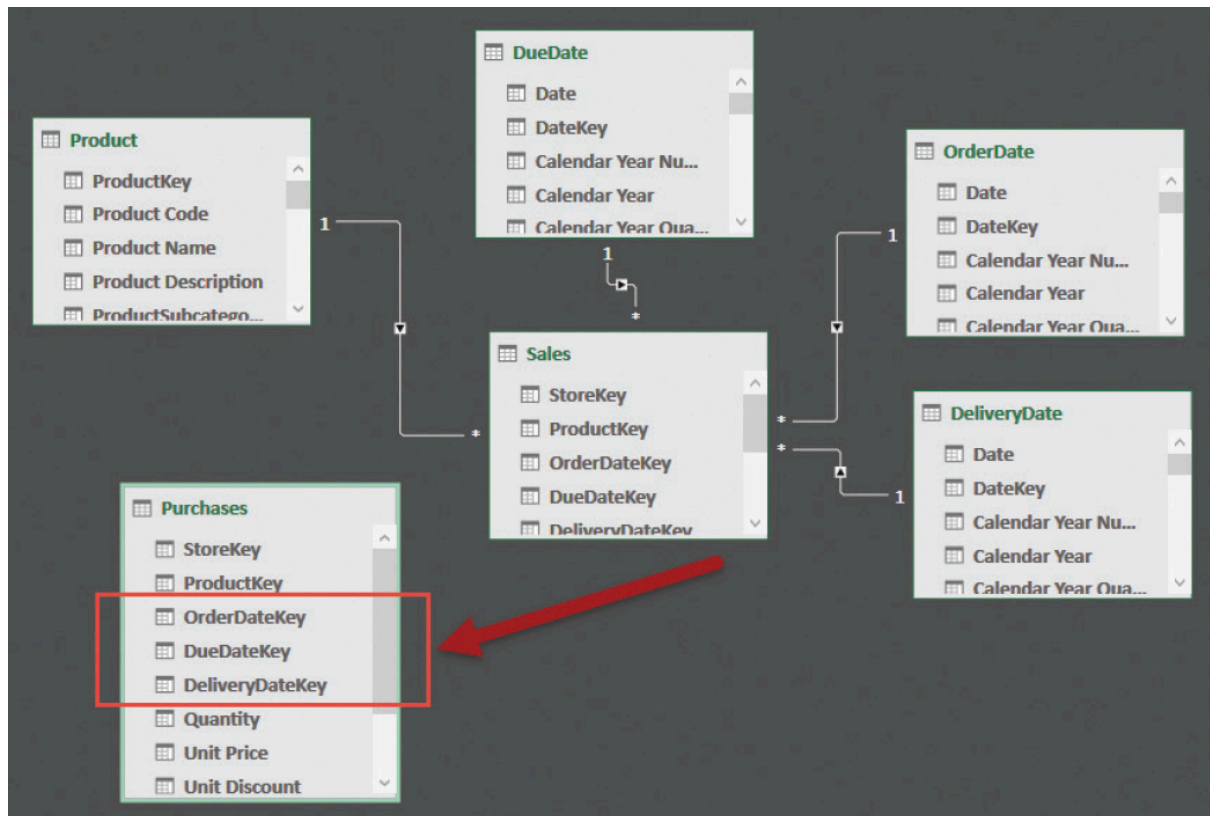 DueDate
Date
DateKey
Calendar Year Nu...
Calendar Year
Calendar Year Qua...
Product
ProductKey
Product Code
Product Name
Product Description
ProductSubcatego...
1
1
OrderDate
Date
DateKey
Calendar Year Nu...
Calendar Year
Calendar Year Qua...
1
*
Sales
StoreKey
ProductKey
OrderDateKey
DueDateKey
DeliveryDateKey
*
*
*
DeliveryDate
Date
DateKey
Calendar Year Nu...
Calendar Year
Calendar Year Qua...
1
Purchases
StoreKey
ProductKey
OrderDateKey
DueDateKey
DeliveryDateKey
Quantity
Unit Price
Unit Discount